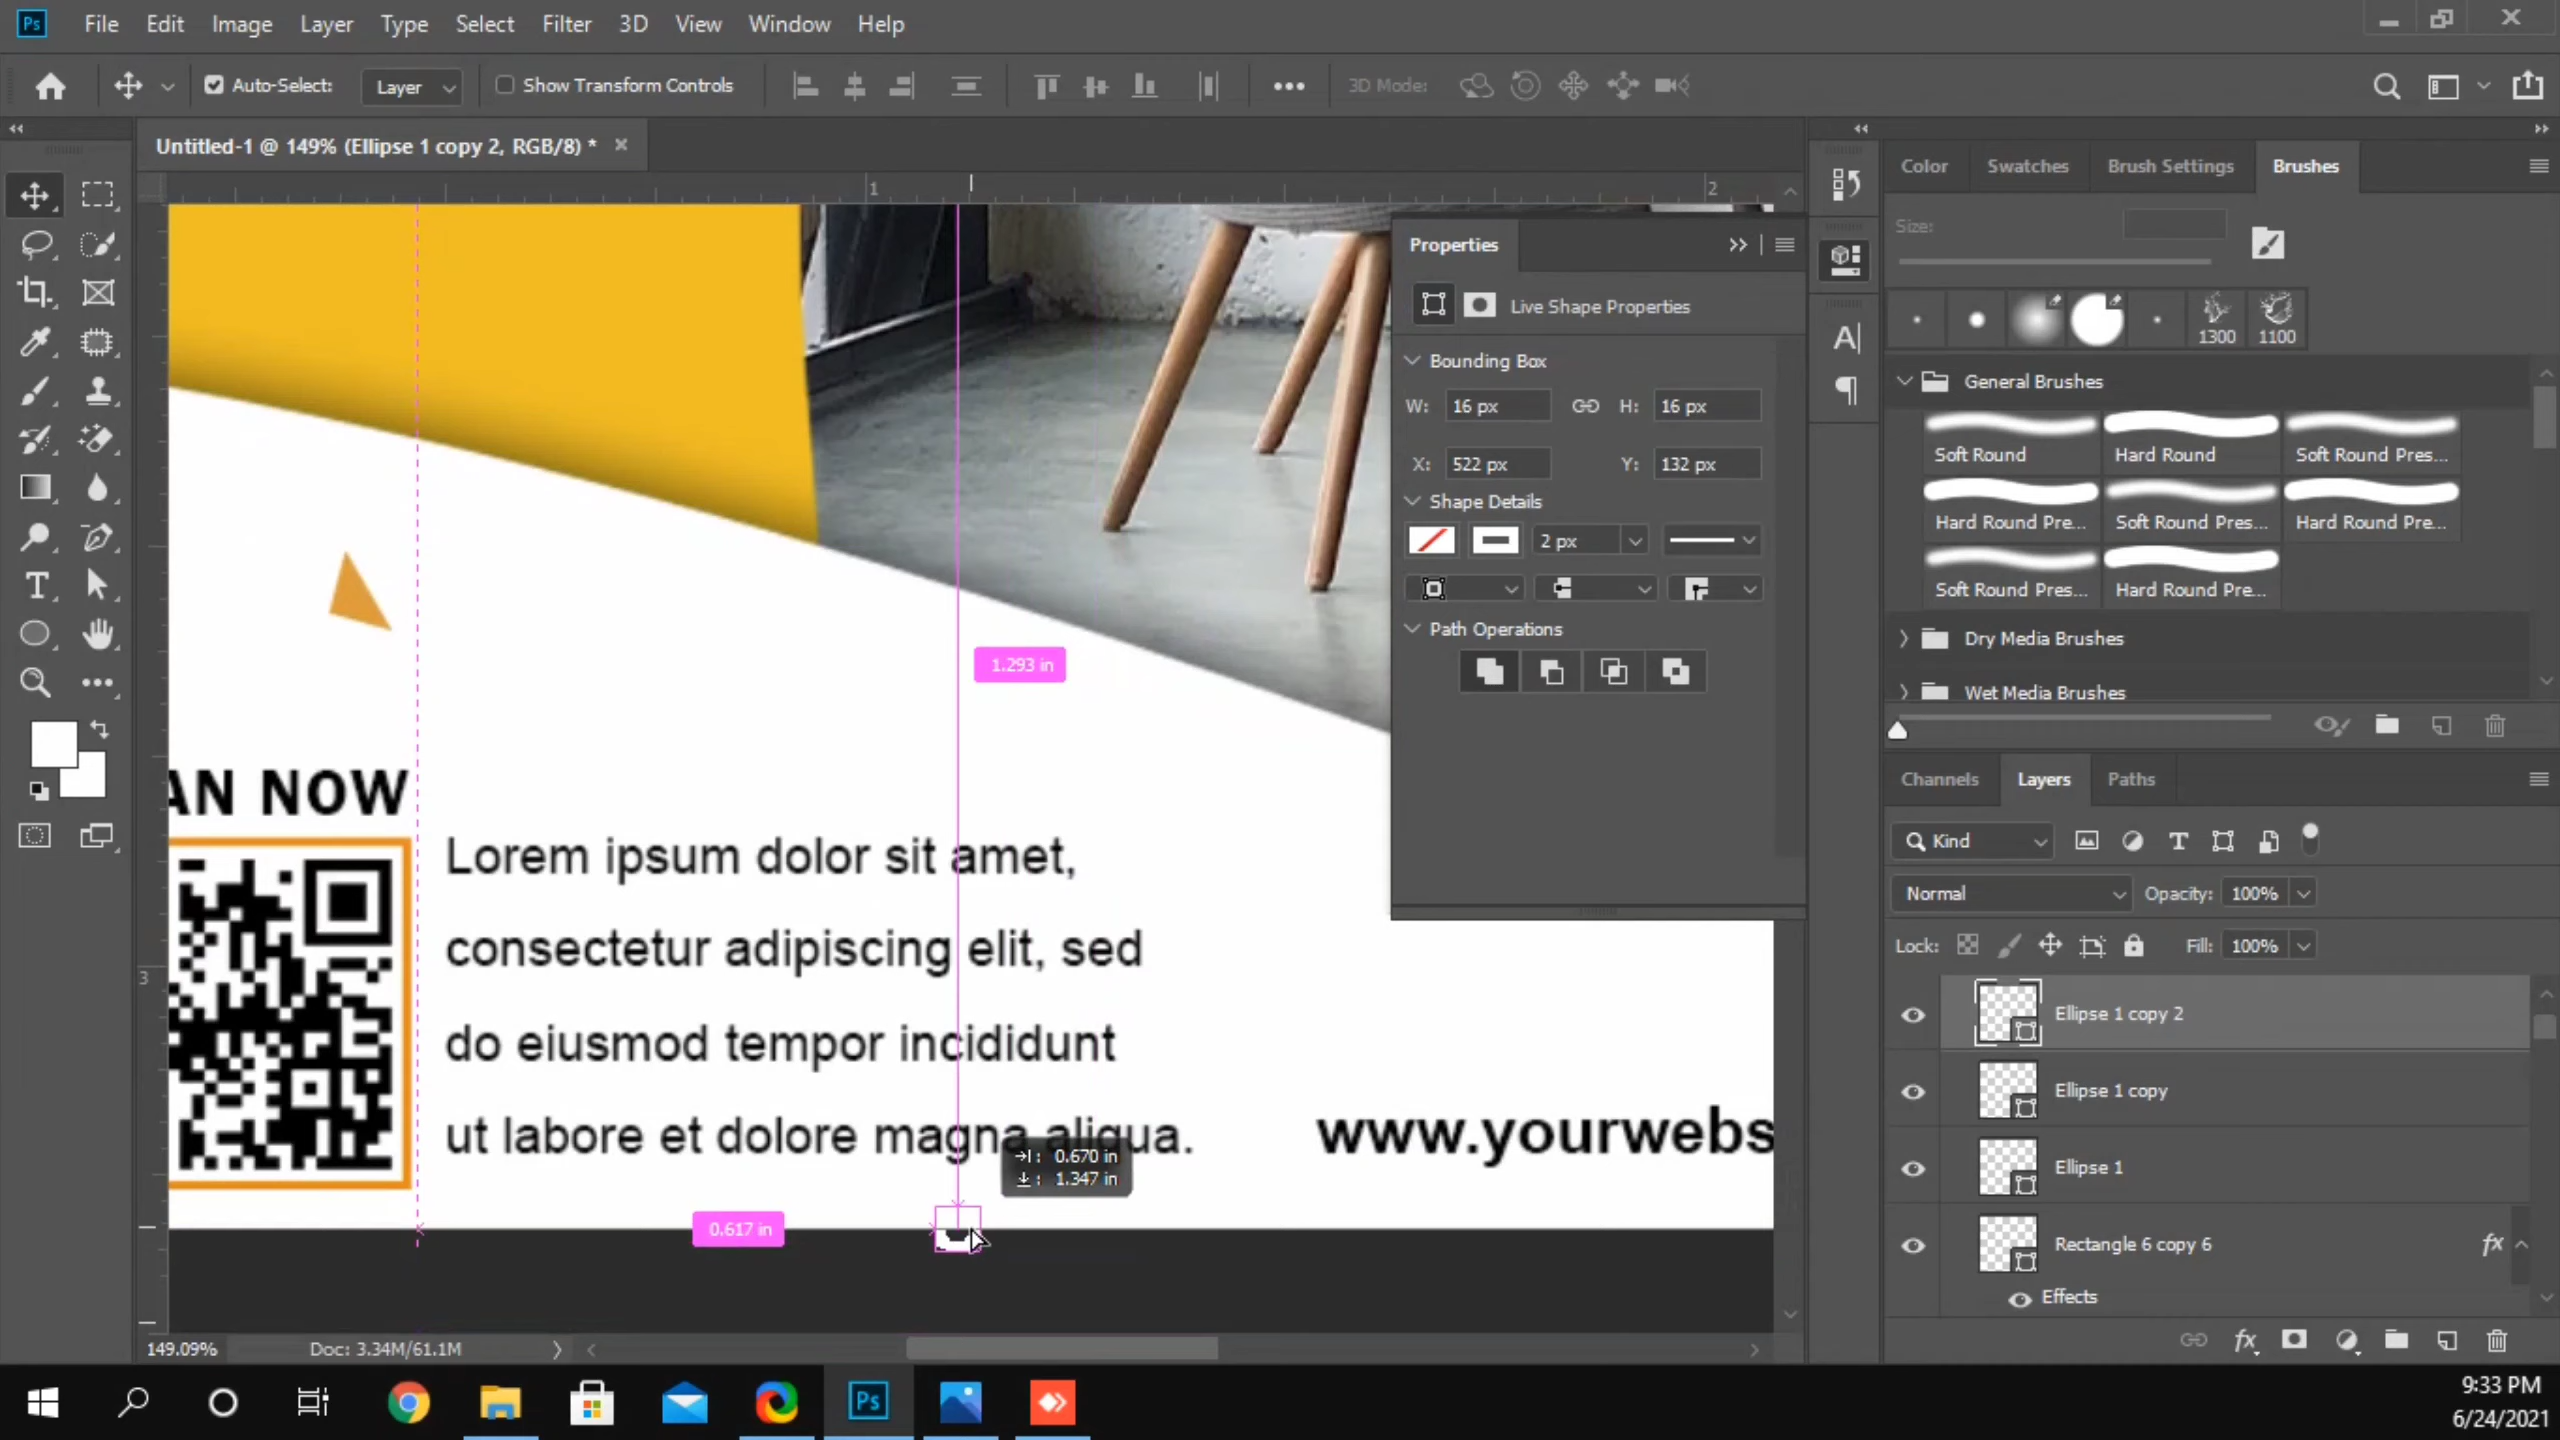 Ps File Edit Image Layer Type Select Filter 3D View Window Help
Auto-Select: Layer Show Transform Controls 3D Mode:
Untitled-1 @ 149% (Ellipse 1 copy 2, RGB/8) *
1 2
3
AN NOW
Lorem ipsum dolor sit amet,
consectetur adipiscing elit, sed
do eiusmod tempor incididunt
ut labore et dolore magna aliqua.
www.yourwebs
1.293 in
0.670 in
1.347 in
0.617 in
Properties
Live Shape Properties
Bounding Box
W: 16 px H: 16 px
X: 522 px Y: 132 px
Shape Details
2 px
Path Operations
Color Swatches Brush Settings Brushes
Size:
1300 1100
General Brushes
Soft Round Hard Round Soft Round Pres...
Hard Round Pre... Soft Round Pres... Hard Round Pre...
Soft Round Pres... Hard Round Pre...
Dry Media Brushes
Wet Media Brushes
Channels Layers Paths
Kind
Normal Opacity: 100%
Lock: Fill: 100%
Ellipse 1 copy 2
Ellipse 1 copy
Ellipse 1
Rectangle 6 copy 6 fx
Effects
fx
149.09% Doc: 3.34M/61.1M
Ps
9:33 PM
6/24/2021